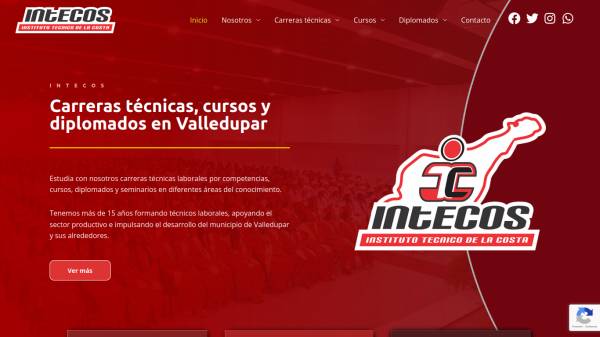 INTECOS
INSTITUTO TECNICO DE LA COSTA
Inicio
Nosotros
Carreras técnicas
Cursos
Diplomados
Contacto
INTECOS
Carreras técnicas, cursos y
diplomados en Valledupar
Estudia con nosotros carreras técnicas laborales por competencias,
cursos, diplomados y seminarios en diferentes áreas del conocimiento.
Tenemos más de 15 años formando técnicos laborales, apoyando el
sector productivo e impulsando el desarrollo del municipio de Valledupar
y sus alrededores.
Ver más
INTECOS
INSTITUTO TECNICO DE LA COSTA